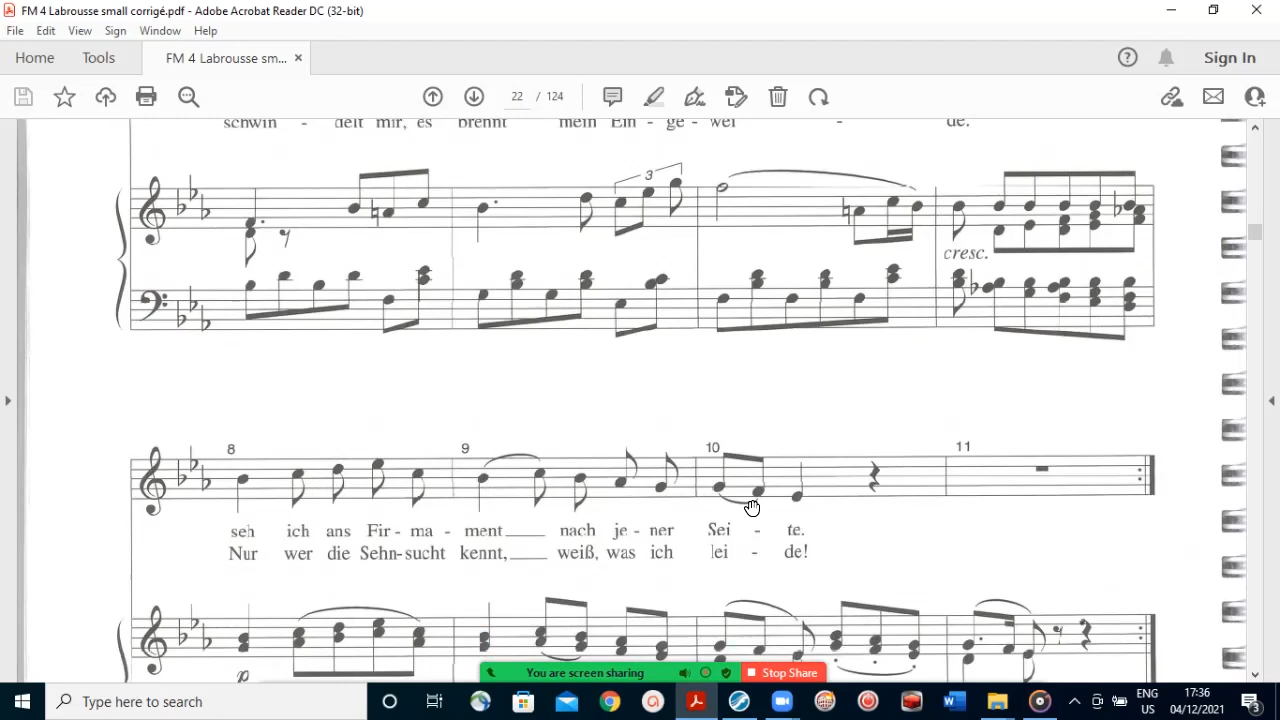 FM 4 Labrousse small corrigé.pdf - Adobe Acrobat Reader DC (32-bit)
File Edit View Sign Window Help
Home Tools FM 4 Labrousse sm... × Sign In
22 / 124
schwin - delt mir, es brennt mein Ein - ge - wei - de.
3
cresc.
8 9 10 11
seh ich ans Fir - ma - ment nach je - ner Sei - te.
Nur wer die Sehn-sucht kennt, weiß, was ich lei - de!
p
You are screen sharing Stop Share
Type here to search
ENG 17:36
US 04/12/2021 3